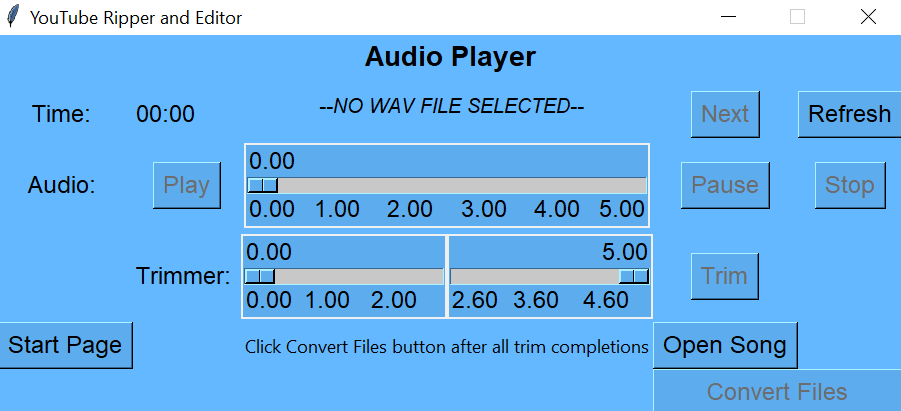 YouTube Ripper and Editor
Audio Player
Time: 00:00 --NO WAV FILE SELECTED-- Next Refresh
0.00
Audio: Play Pause Stop
0.00 1.00 2.00 3.00 4.00 5.00
0.00 5.00
Trimmer: Trim
0.00 1.00 2.00 2.60 3.60 4.60
Start Page Click Convert Files button after all trim completions Open Song
Convert Files